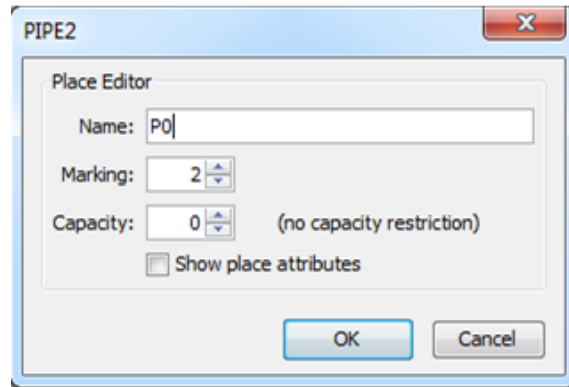 PIPE2
Place Editor
Name: P0
Marking: 2
Capacity: 0 (no capacity restriction)
Show place attributes
OK Cancel